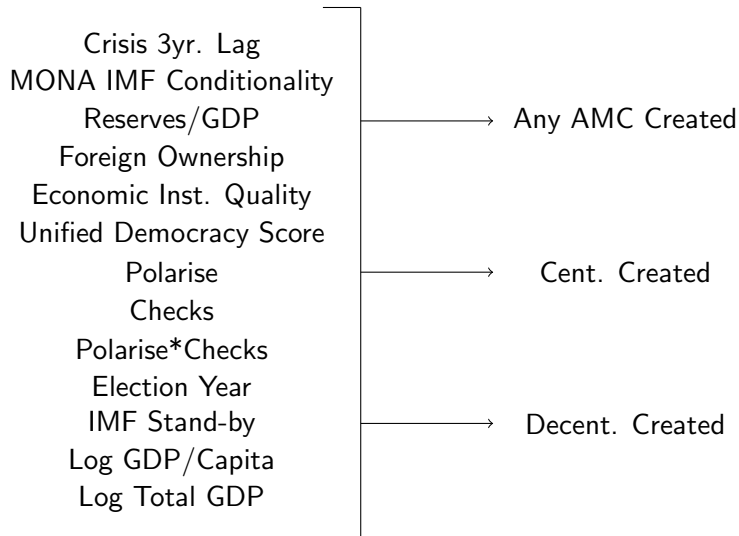 Crisis 3yr. Lag
MONA IMF Conditionality
Reserves/GDP
Foreign Ownership
Economic Inst. Quality
Unified Democracy Score
Polarise
Checks
Polarise*Checks
Election Year
IMF Stand-by
Log GDP/Capita
Log Total GDP
Any AMC Created
Cent. Created
Decent. Created